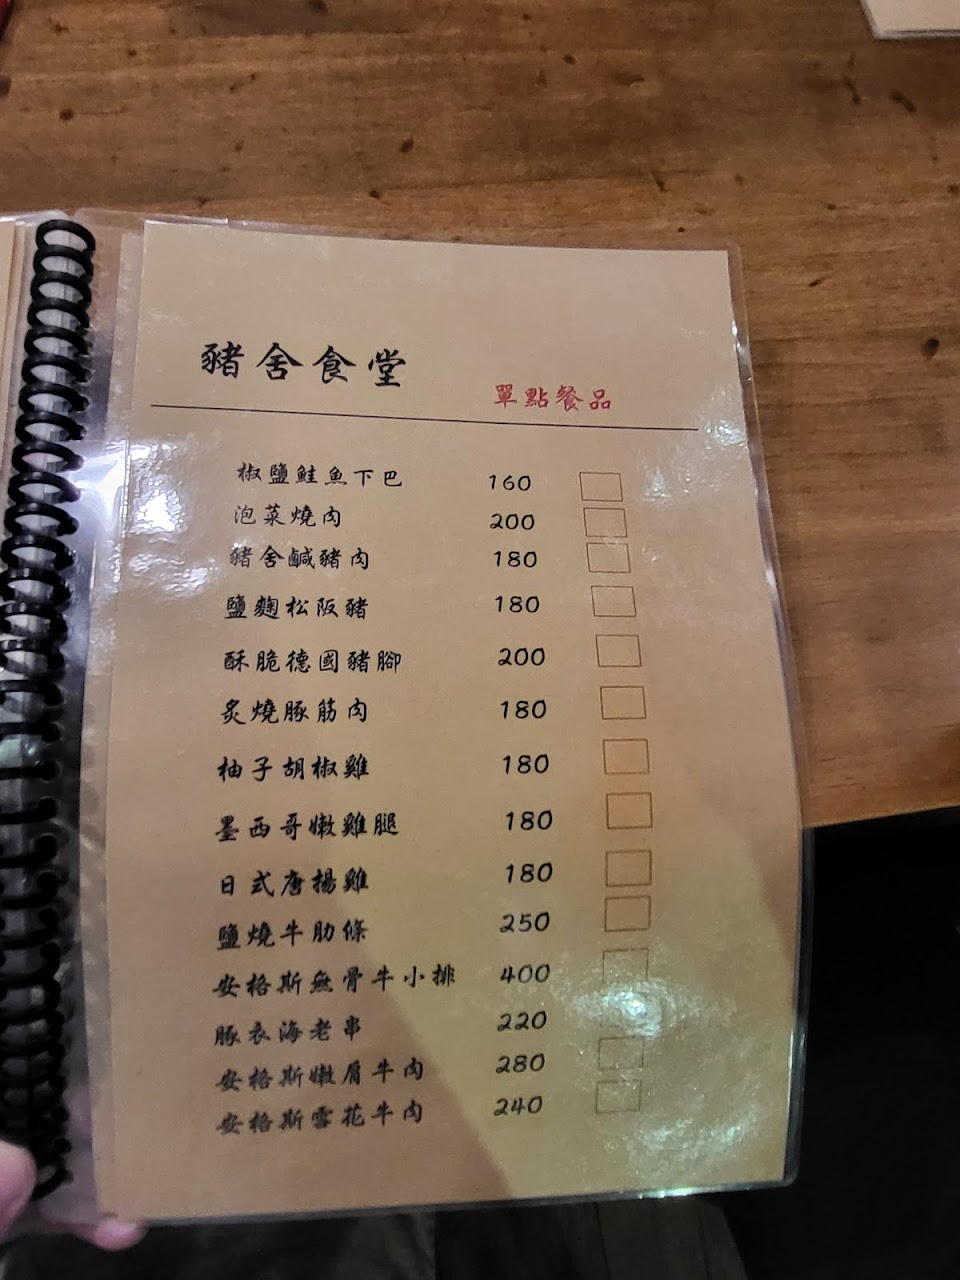 豬舍食堂
單點餐品
椒鹽鮭魚下巴 160
泡菜燒肉 200
豬舍鹹豬肉 180
鹽麴松阪豬 180
酥脆德國豬腳 200
炙燒豚筋肉 180
柚子胡椒雞 180
墨西哥嫩雞腿 180
日式唐揚雞 180
鹽燒牛肋條 250
安格斯無骨牛小排 400
豚衣海老串 220
安格斯嫩肩牛肉 280
安格斯雪花牛肉 240